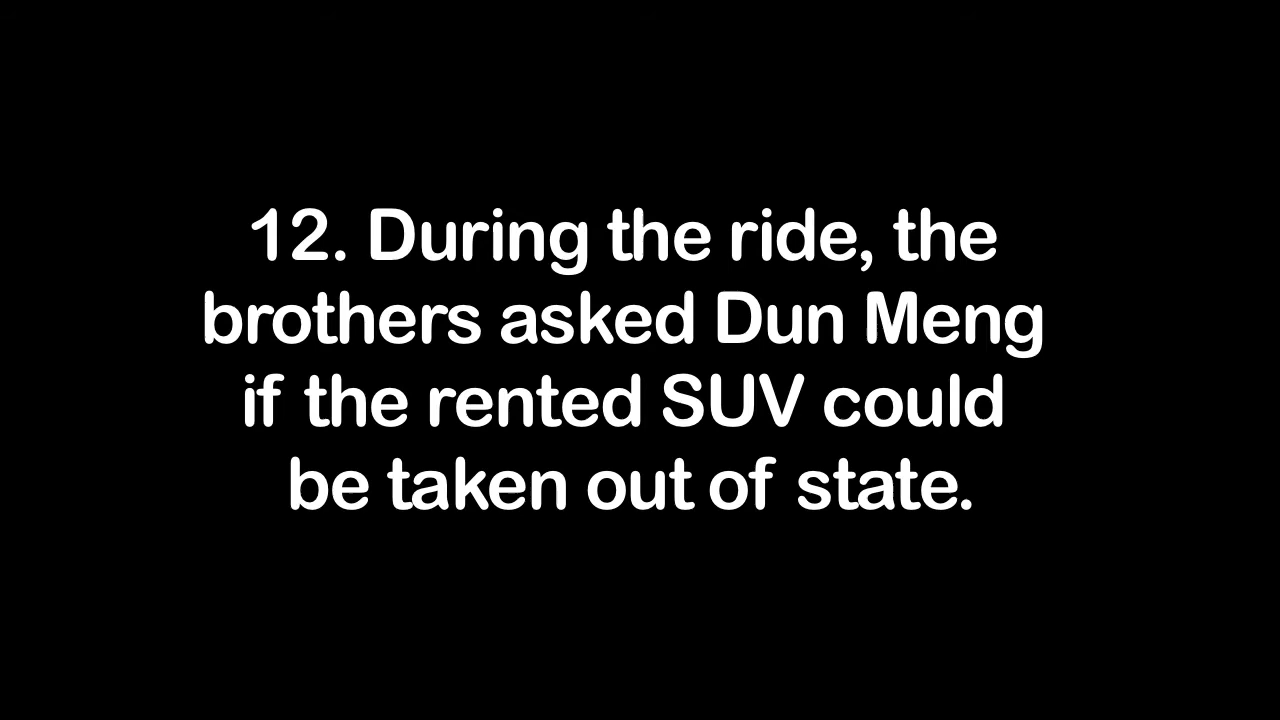 12. During the ride, the
brothers asked Dun Meng
if the rented SUV could
be taken out of state.